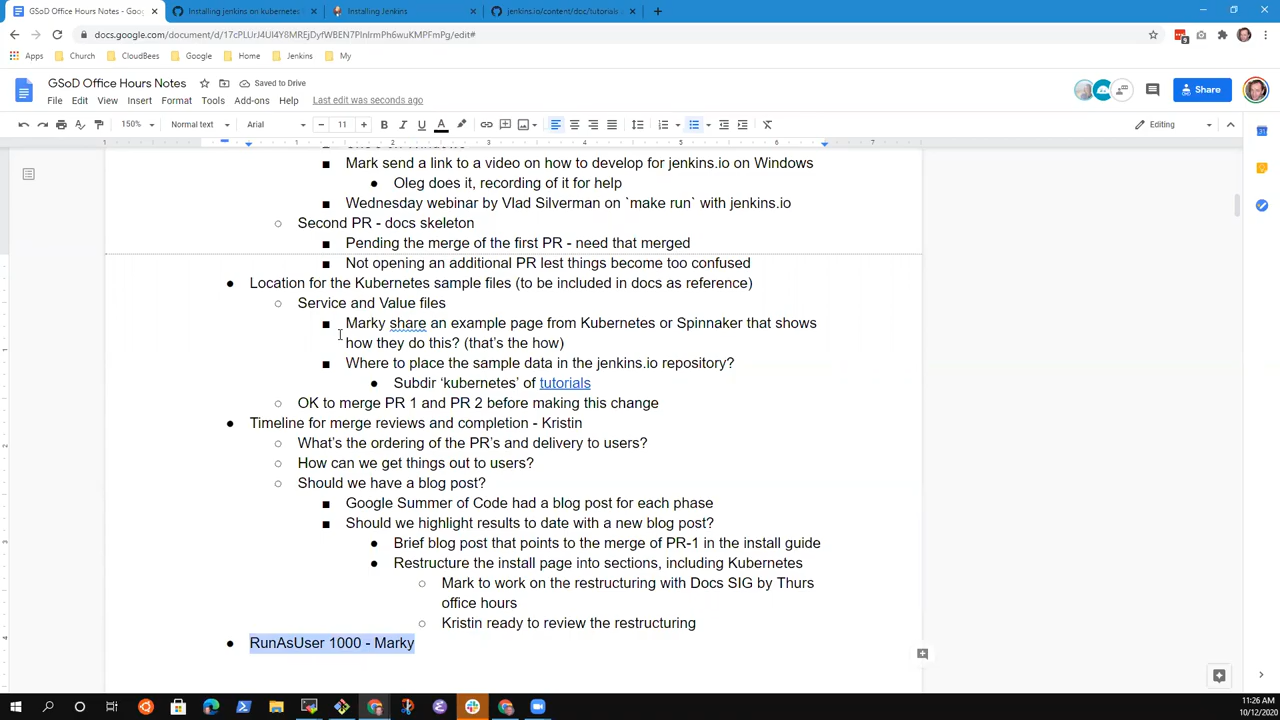 GSoD Office Hours Notes - Goog
Installing jenkins on kubernetes
Installing Jenkins
jenkins.io/content/doc/tutorials
docs.google.com/document/d/17cPLUrJ4Ul4Y8MREjDyfWBEN7PInIrmPh6wuKMPFmPg/edit#
Apps
Church
CloudBees
Google
Home
Jenkins
My
GSoD Office Hours Notes
Saved to Drive
File Edit View Insert Format Tools Add-ons Help Last edit was seconds ago
Share
150% Normal text Arial 11 Editing
1 1 2 3 4 5 6 7
■ Mark send a link to a video on how to develop for jenkins.io on Windows
● Oleg does it, recording of it for help
■ Wednesday webinar by Vlad Silverman on `make run` with jenkins.io
○ Second PR - docs skeleton
■ Pending the merge of the first PR - need that merged
■ Not opening an additional PR lest things become too confused
● Location for the Kubernetes sample files (to be included in docs as reference)
○ Service and Value files
■ Marky share an example page from Kubernetes or Spinnaker that shows
how they do this? (that's the how)
■ Where to place the sample data in the jenkins.io repository?
● Subdir ‘kubernetes’ of tutorials
○ OK to merge PR 1 and PR 2 before making this change
● Timeline for merge reviews and completion - Kristin
○ What's the ordering of the PR's and delivery to users?
○ How can we get things out to users?
○ Should we have a blog post?
■ Google Summer of Code had a blog post for each phase
■ Should we highlight results to date with a new blog post?
● Brief blog post that points to the merge of PR-1 in the install guide
● Restructure the install page into sections, including Kubernetes
○ Mark to work on the restructuring with Docs SIG by Thurs
office hours
○ Kristin ready to review the restructuring
● RunAsUser 1000 - Marky
11:26 AM
10/12/2020